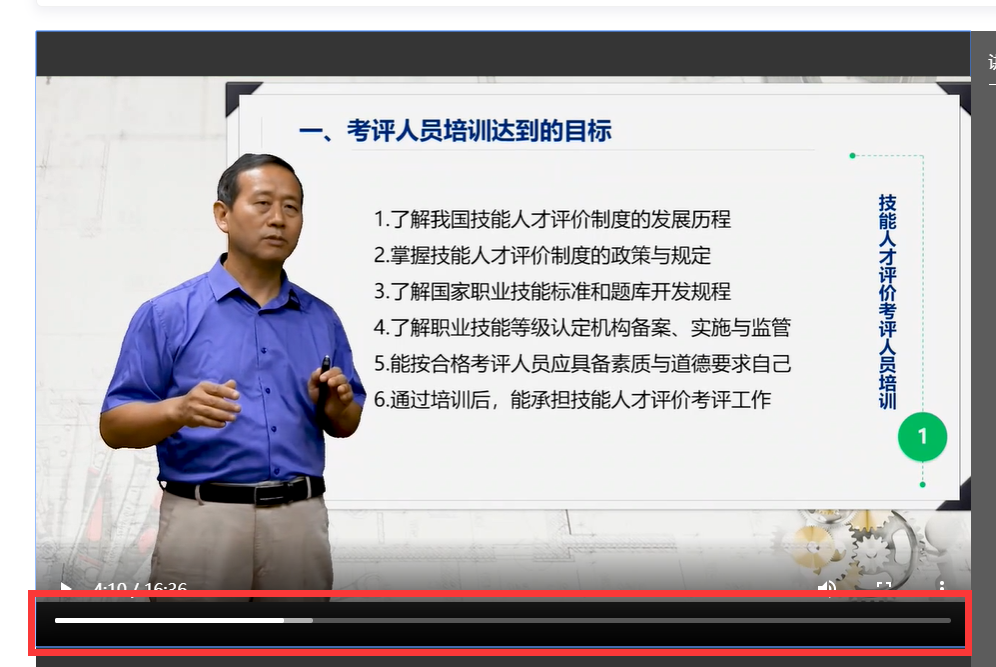 讲
一、考评人员培训达到的目标
1.了解我国技能人才评价制度的发展历程
2.掌握技能人才评价制度的政策与规定
3.了解国家职业技能标准和题库开发规程
4.了解职业技能等级认定机构备案、实施与监管
5.能按合格考评人员应具备素质与道德要求自己
6.通过培训后，能承担技能人才评价考评工作
技能人才评价考评人员培训
1
4:10 / 16:36